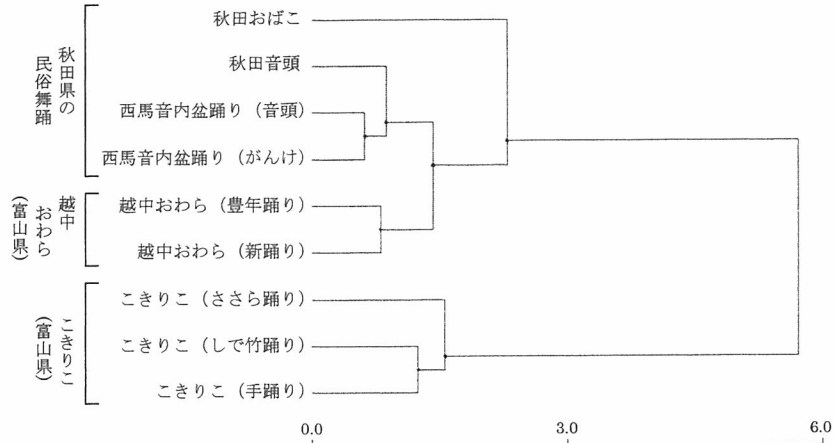 秋田県の
民俗舞踊
秋田おばこ
秋田音頭
西馬音内盆踊り（音頭）
西馬音内盆踊り（がんけ）
越中
おわら
(富山県)
越中おわら（豊年踊り）
越中おわら（新踊り）
こきりこ
(富山県)
こきりこ（ささら踊り）
こきりこ（しで竹踊り）
こきりこ（手踊り）
0.0 3.0 6.0